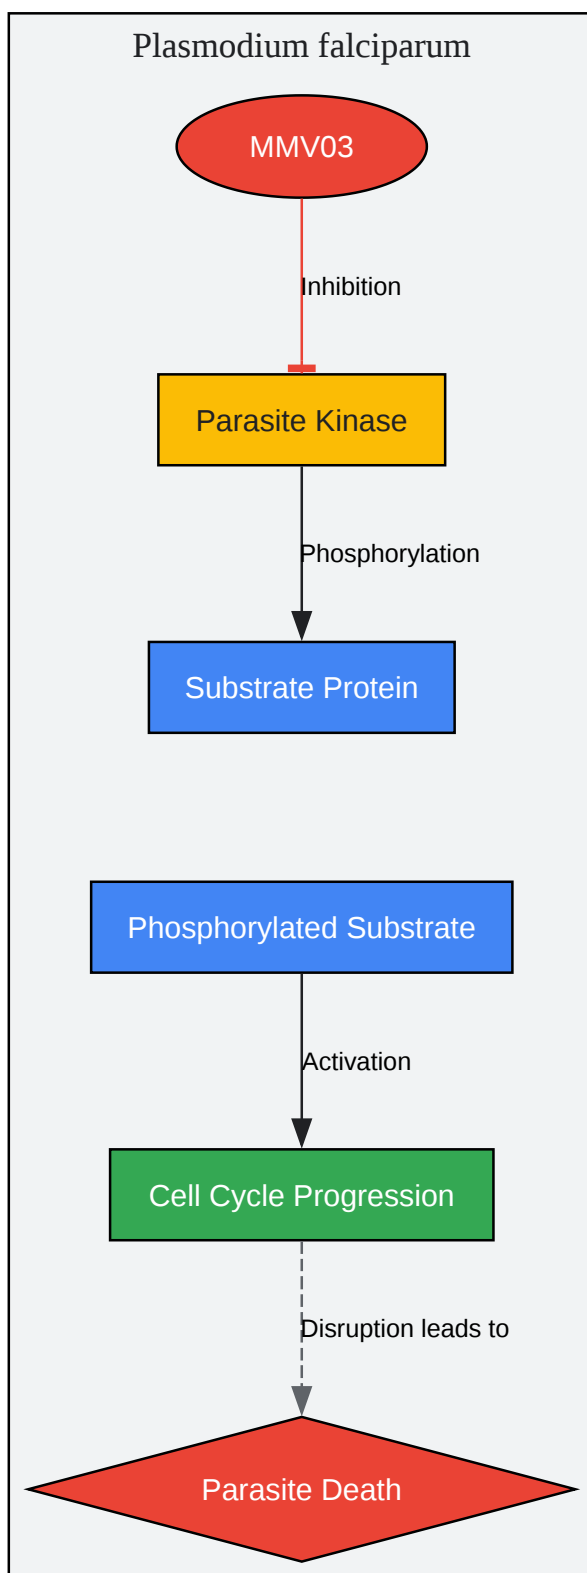 Plasmodium falciparum
MMV03
Inhibition
Parasite Kinase
Phosphorylation
Substrate Protein
Phosphorylated Substrate
Activation
Cell Cycle Progression
Disruption leads to
Parasite Death